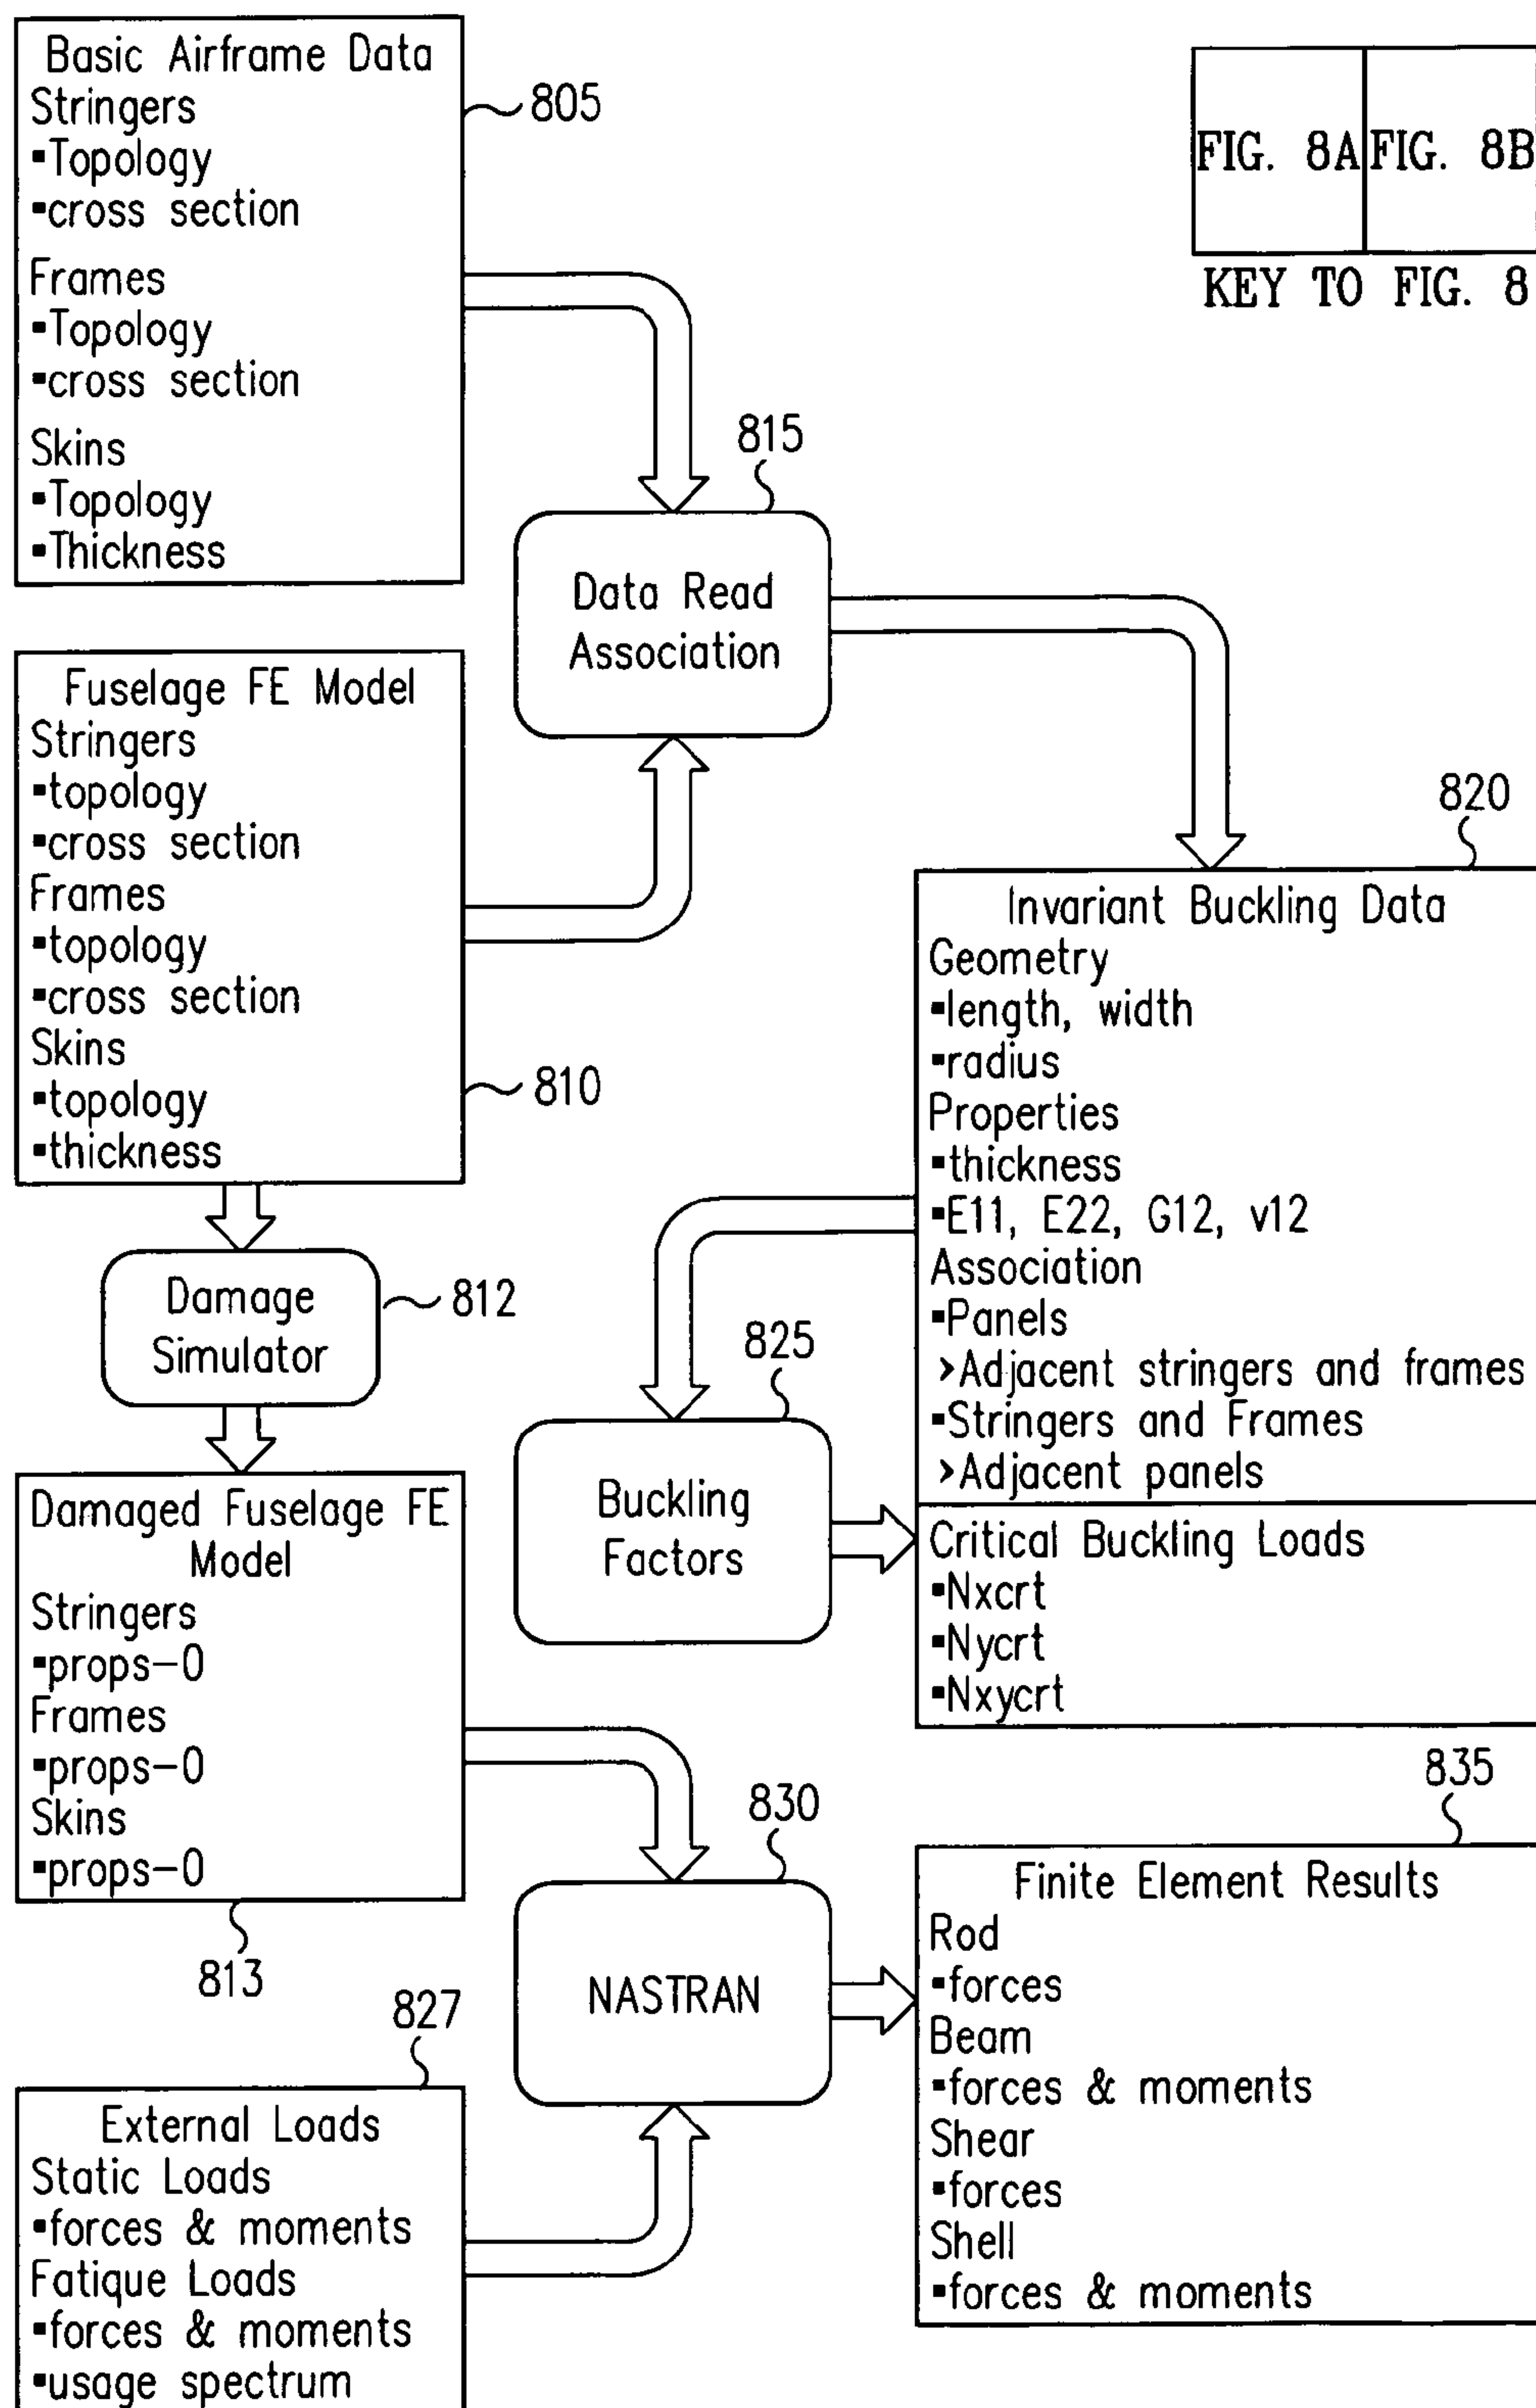 Basic Airframe Data
Stringers
▪Topology
▪cross section
Frames
▪Topology
▪cross section
Skins
▪Topology
▪Thickness
805
FIG. 8A
FIG. 8B
KEY TO FIG. 8
815
Data Read
Association
Fuselage FE Model
Stringers
▪topology
▪cross section
Frames
▪topology
▪cross section
Skins
▪topology
▪thickness
810
Damage
Simulator
812
820
Invariant Buckling Data
Geometry
▪length, width
▪radius
Properties
▪thickness
▪E11, E22, G12, v12
Association
▪Panels
>Adjacent stringers and frames
▪Stringers and Frames
>Adjacent panels
Critical Buckling Loads
▪Nxcrt
▪Nycrt
▪Nxycrt
825
Buckling
Factors
Damaged Fuselage FE
Model
Stringers
▪props-0
Frames
▪props-0
Skins
▪props-0
813
830
NASTRAN
835
Finite Element Results
Rod
▪forces
Beam
▪forces & moments
Shear
▪forces
Shell
▪forces & moments
827
External Loads
Static Loads
▪forces & moments
Fatique Loads
▪forces & moments
▪usage spectrum